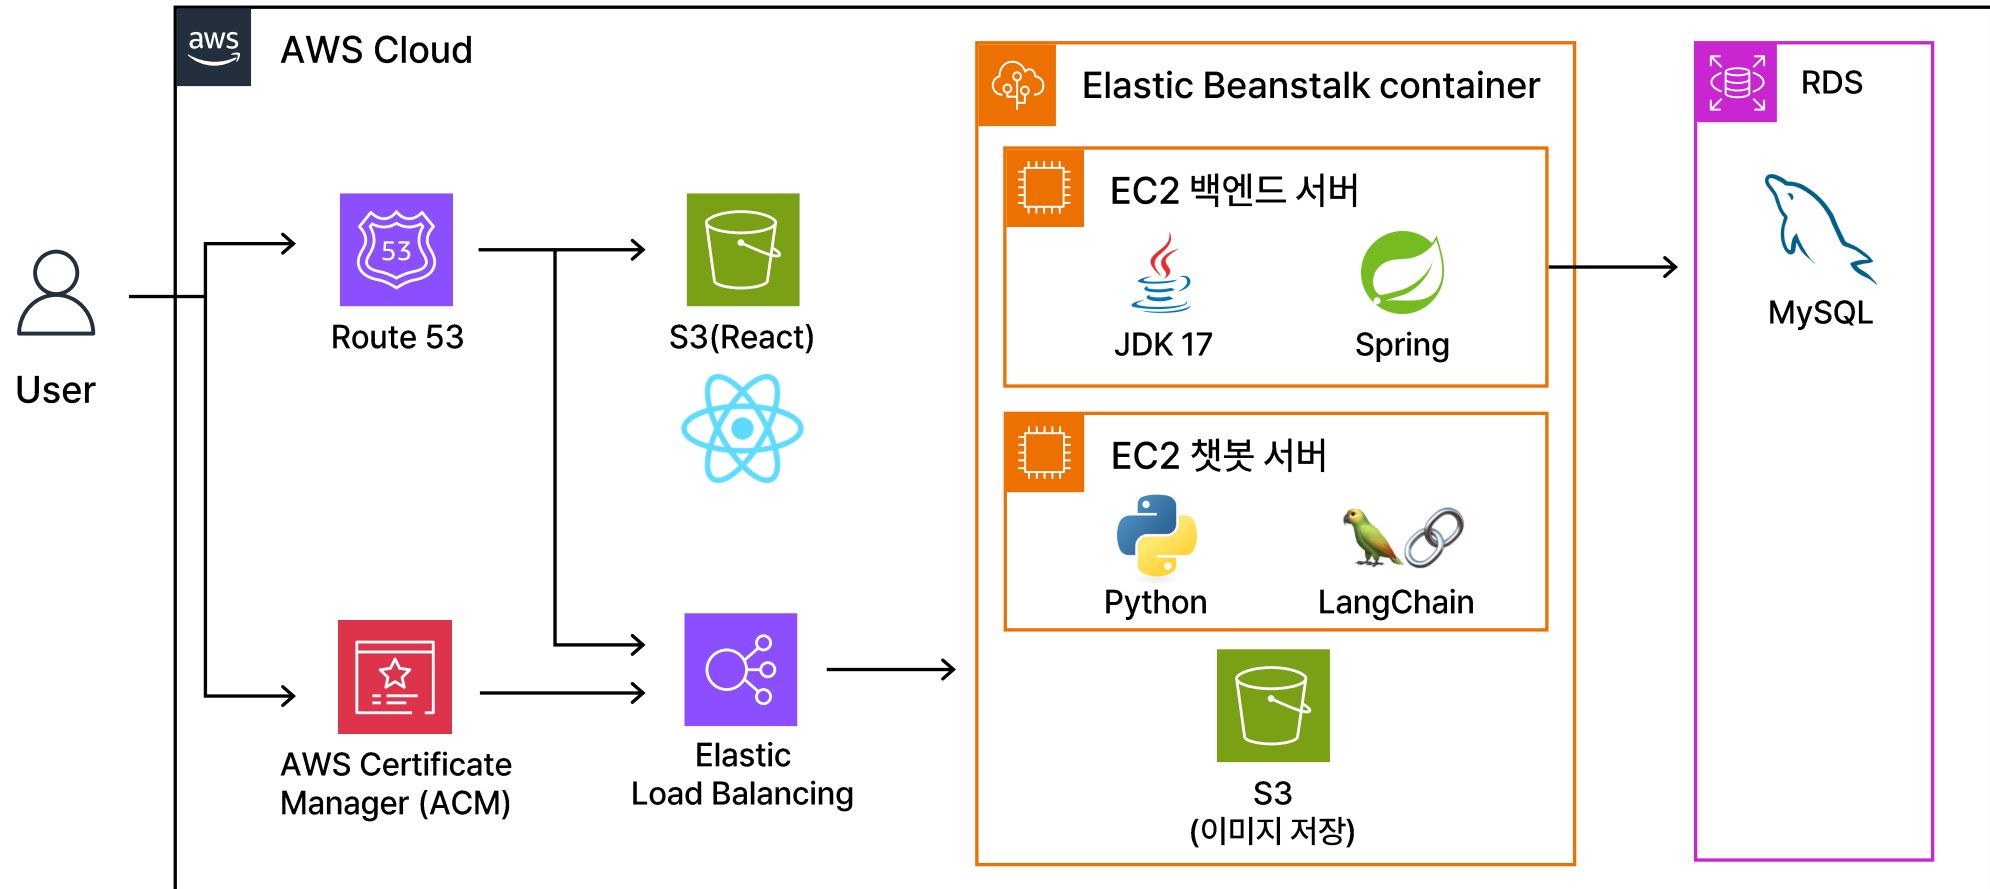 aws
AWS Cloud
User
53
Route 53
S3(React)
AWS Certificate
Manager (ACM)
Elastic
Load Balancing
Elastic Beanstalk container
EC2 백엔드 서버
JDK 17
Spring
EC2 챗봇 서버
Python
LangChain
S3
(이미지 저장)
RDS
MySQL